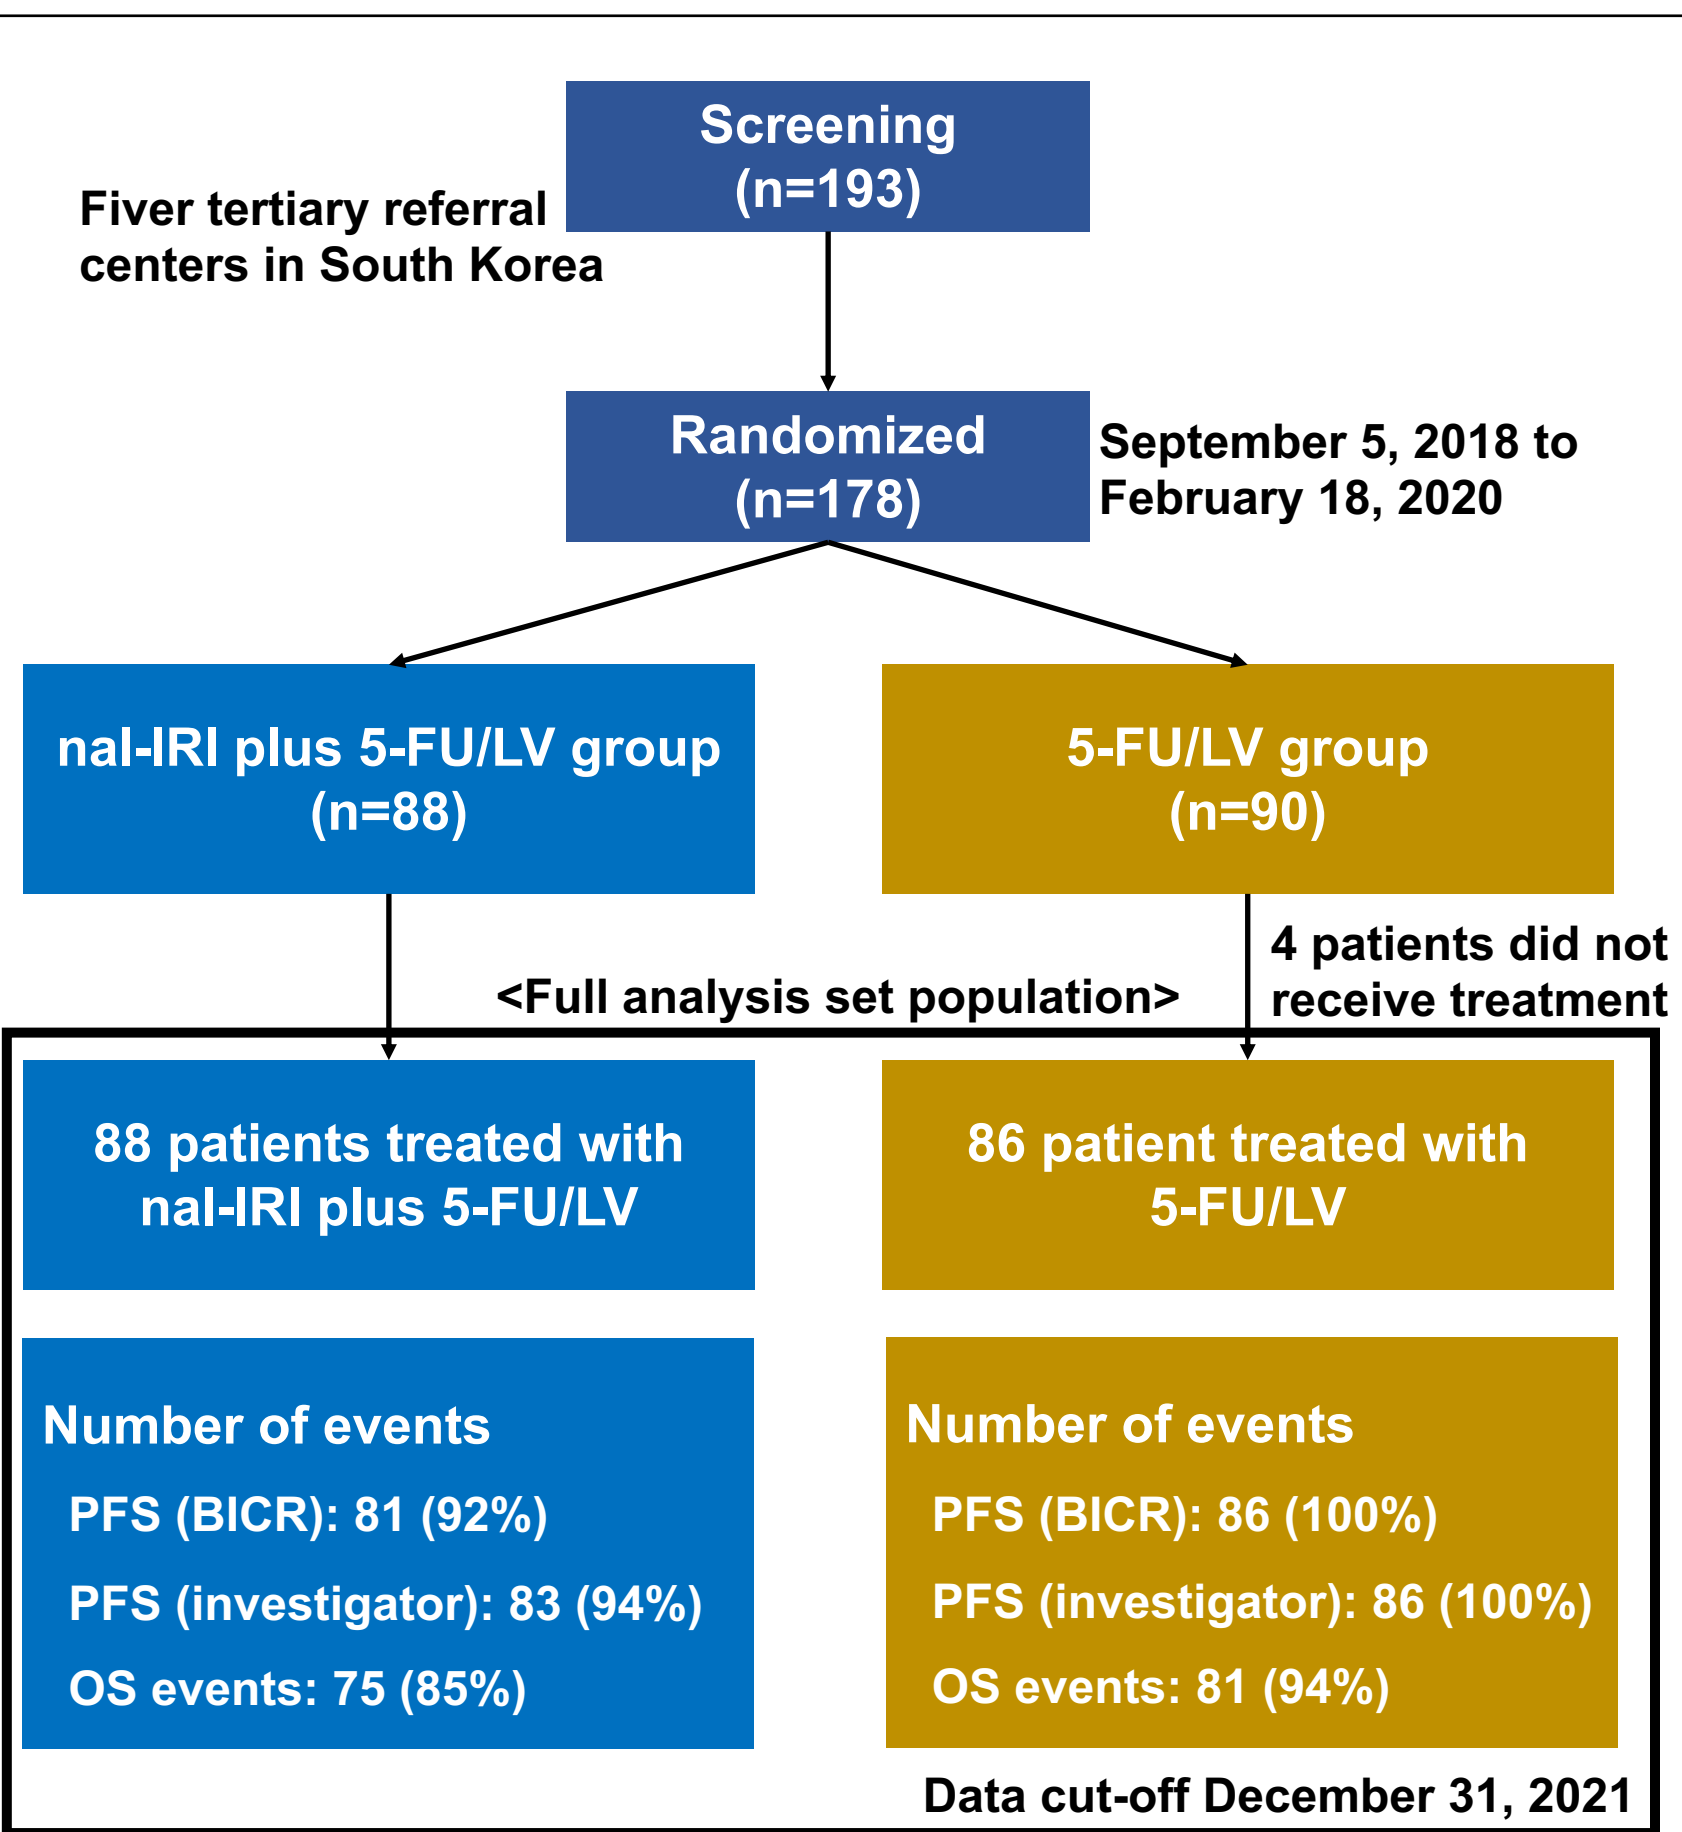 Screening
(n=193)
Fiver tertiary referral
centers in South Korea
Randomized
(n=178)
September 5, 2018 to
February 18, 2020
nal-IRI plus 5-FU/LV group
(n=88)
5-FU/LV group
(n=90)
4 patients did not
receive treatment
<Full analysis set population>
88 patients treated with
nal-IRI plus 5-FU/LV
86 patient treated with
5-FU/LV
Number of events
PFS (BICR): 81 (92%)
PFS (investigator): 83 (94%)
OS events: 75 (85%)
Number of events
PFS (BICR): 86 (100%)
PFS (investigator): 86 (100%)
OS events: 81 (94%)
Data cut-off December 31, 2021